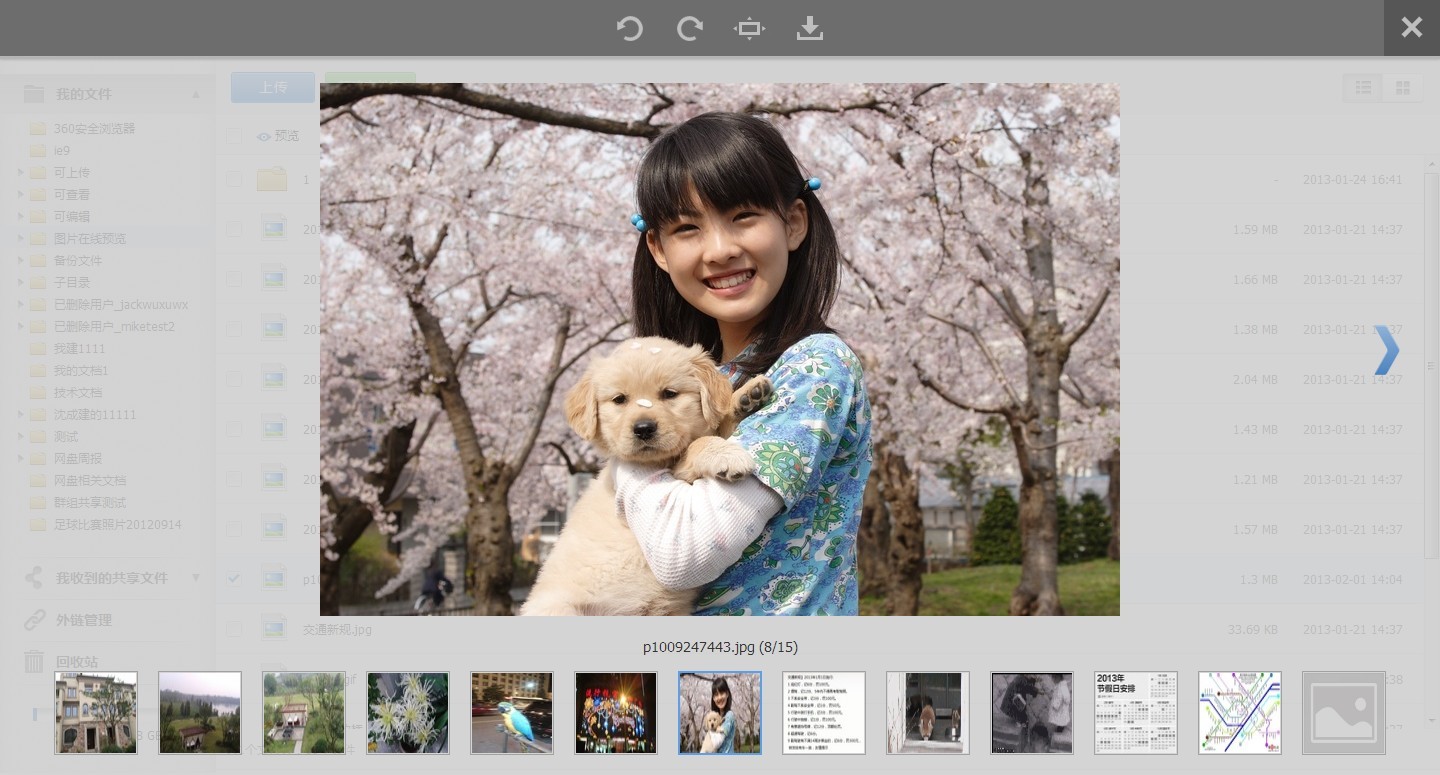 我的文件
上传
360安全浏览器
ie9
可上传
可查看
可编辑
图片在线预览
备份文件
子目录
已删除用户_jackwuxuwx
已删除用户_miketest2
我建1111
我的文档1
技术文档
沈成建的11111
测试
网盘周报
网盘相关文档
群组共享测试
足球比赛照片20120914
我收到的共享文件
外链管理
回收站
预览
1 - 2013-01-24 16:41
20 1.59 MB 2013-01-21 14:37
20 1.66 MB 2013-01-21 14:37
20 1.38 MB 2013-01-21 14:37
20 2.04 MB 2013-01-21 14:37
20 1.43 MB 2013-01-21 14:37
20 1.21 MB 2013-01-21 14:37
20 1.57 MB 2013-01-21 14:37
p10 1.3 MB 2013-02-01 14:04
交通新规.jpg 33.69 KB 2013-01-21 14:37
p1009247443.jpg (8/15)
2013年
节假日安排